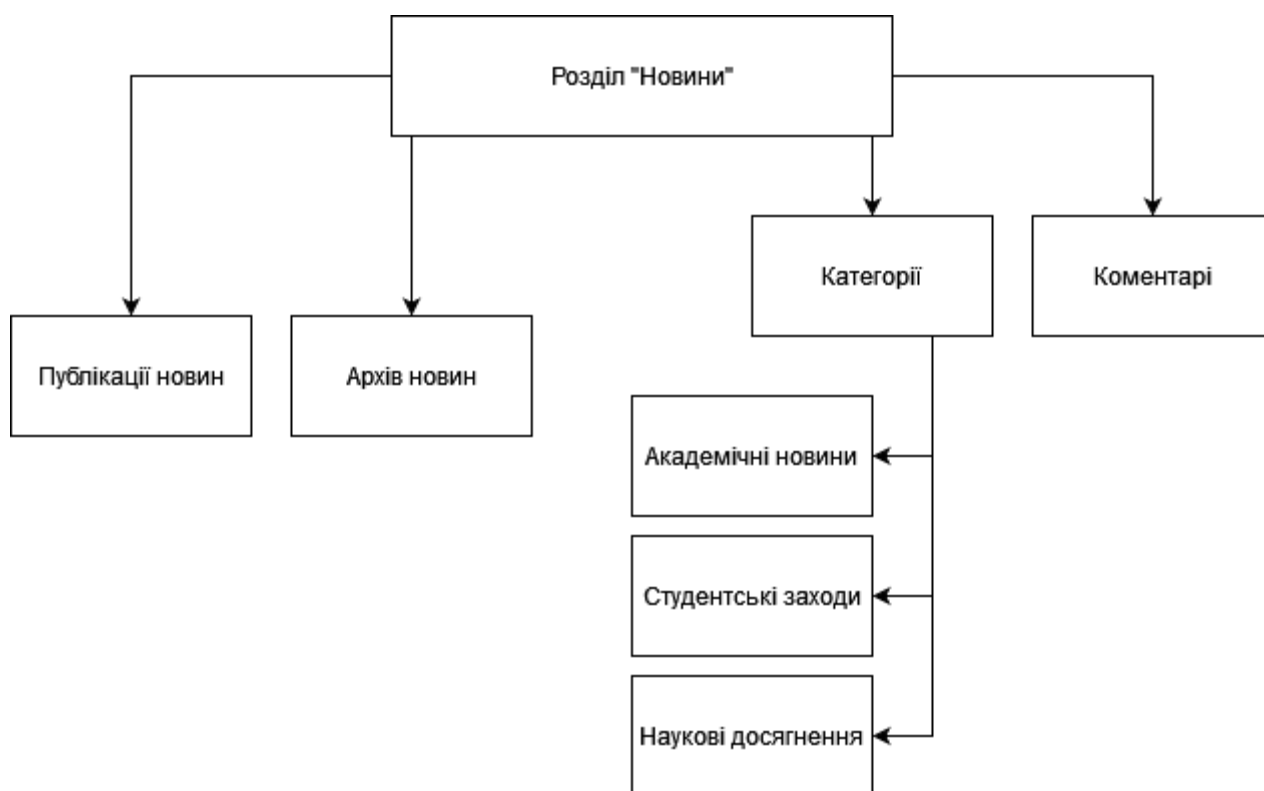 Розділ "Новини"
Категорії
Коментарі
Публікації новин
Архів новин
Академічні новини
Студентські заходи
Наукові досягнення